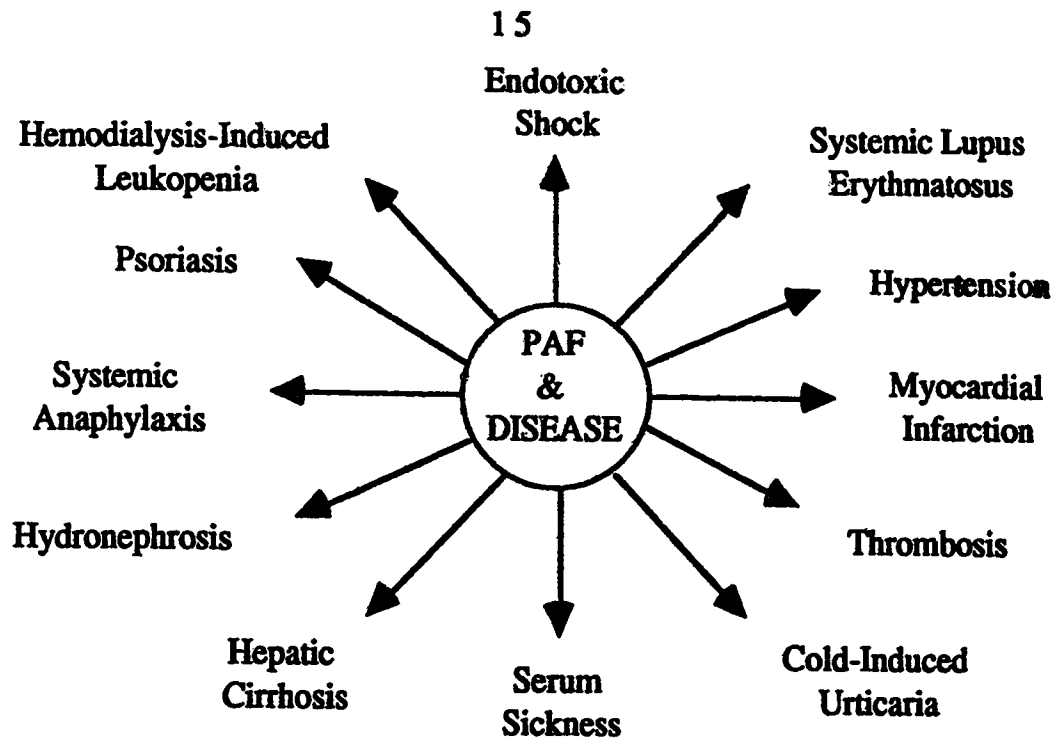 15
Endotoxic
Shock
Hemodialysis-Induced
Leukopenia
Systemic Lupus
Erythmatosus
Psoriasis
Hypertension
PAF
&
DISEASE
Systemic
Anaphylaxis
Myocardial
Infarction
Hydronephrosis
Thrombosis
Hepatic
Cirrhosis
Serum
Sickness
Cold-Induced
Urticaria